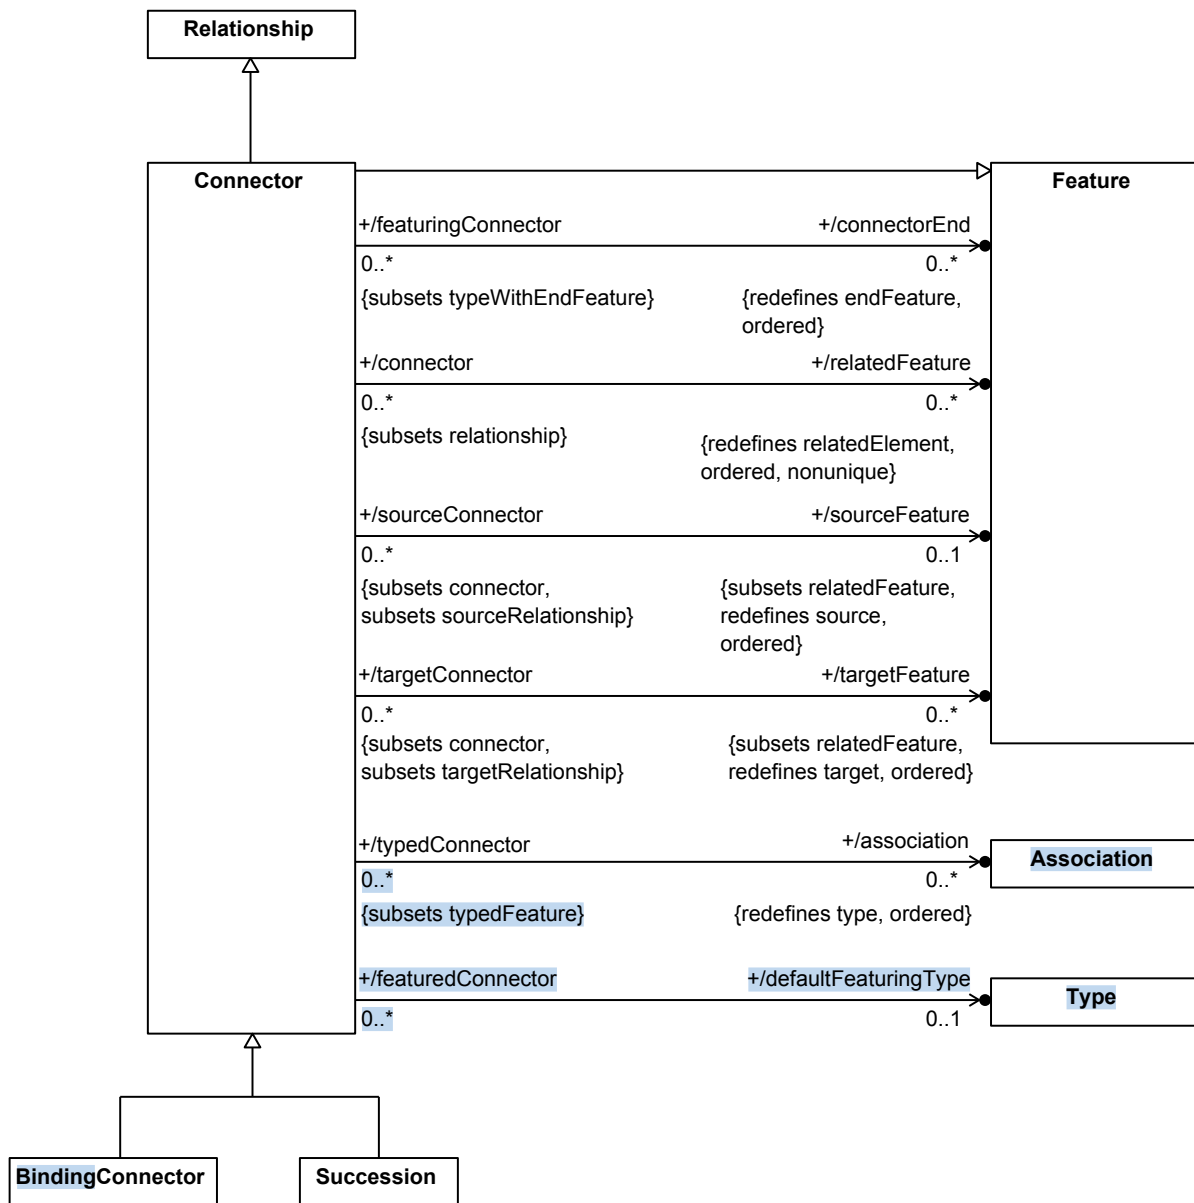 Relationship
Connector
Feature
+/featuringConnector +/connectorEnd
0..* 0..*
{subsets typeWithEndFeature} {redefines endFeature,
ordered}
+/connector +/relatedFeature
0..* 0..*
{subsets relationship} {redefines relatedElement,
ordered, nonunique}
+/sourceConnector +/sourceFeature
0..* 0..1
{subsets connector, {subsets relatedFeature,
subsets sourceRelationship} redefines source,
ordered}
+/targetConnector +/targetFeature
0..* 0..*
{subsets connector, {subsets relatedFeature,
subsets targetRelationship} redefines target, ordered}
+/typedConnector +/association
Association
0..* 0..*
{subsets typedFeature} {redefines type, ordered}
+/featuredConnector +/defaultFeaturingType
Type
0..* 0..1
BindingConnector
Succession